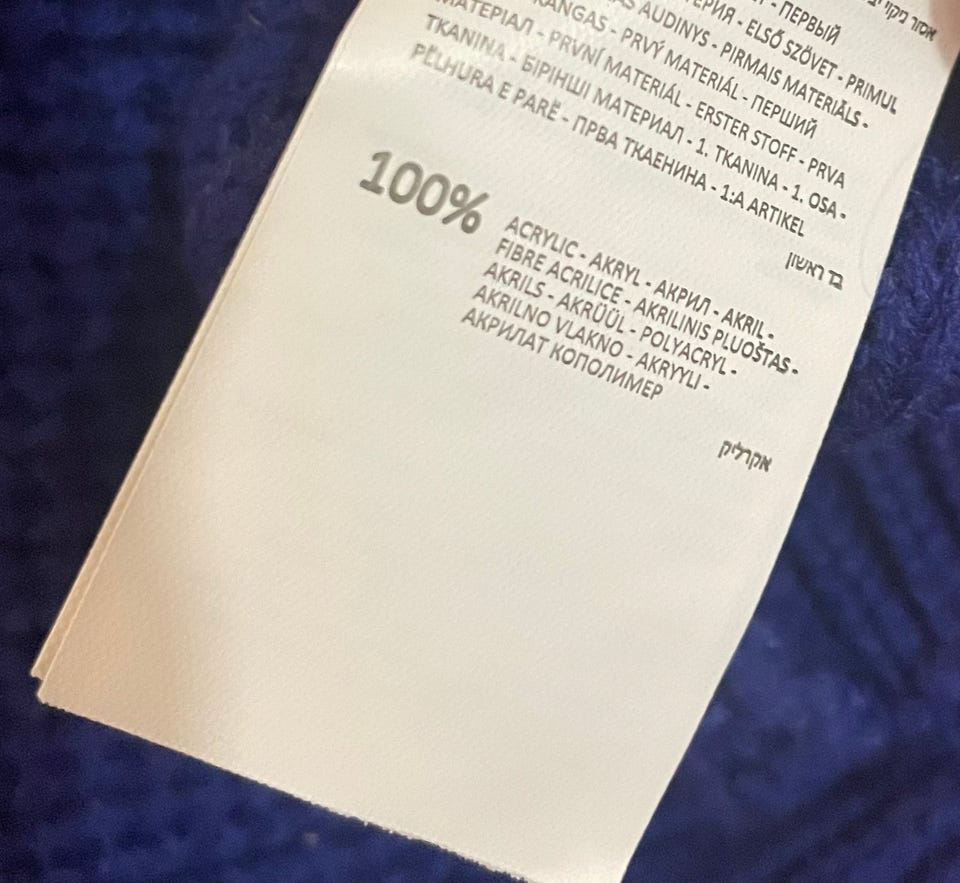 - ПЕРВЫЙ
- ELSŐ SZÖVET - PRIMUL
AUDINYS - PIRMAIS MATERIĀLS -
KANGAS - PRVÝ MATERIÁL - ПЕРШИЙ
МАТЕРІАЛ - PRVNÍ MATERIÁL - ERSTER STOFF - PRVA
TKANINA - БІРІНШІ МАТЕРИАЛ - 1. TKANINA - 1. OSA -
PËLHURA E PARË - ПРВА ТКАЕНИНА - 1:A ARTIKEL
בד ראשון
100%
ACRYLIC - AKRYL - АКРИЛ - AKRIL -
FIBRE ACRILICE - AKRILINIS PLUOŠTAS -
AKRILS - AKRÜÜL - POLYACRYL -
AKRILNO VLAKNO - AKRYYLI -
АКРИЛАТ КОПОЛИМЕР
אקרליק